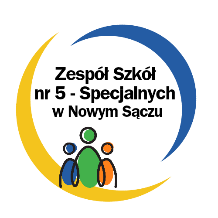 Zespół Szkół
nr 5 - Specjalnych
w Nowym Sączu